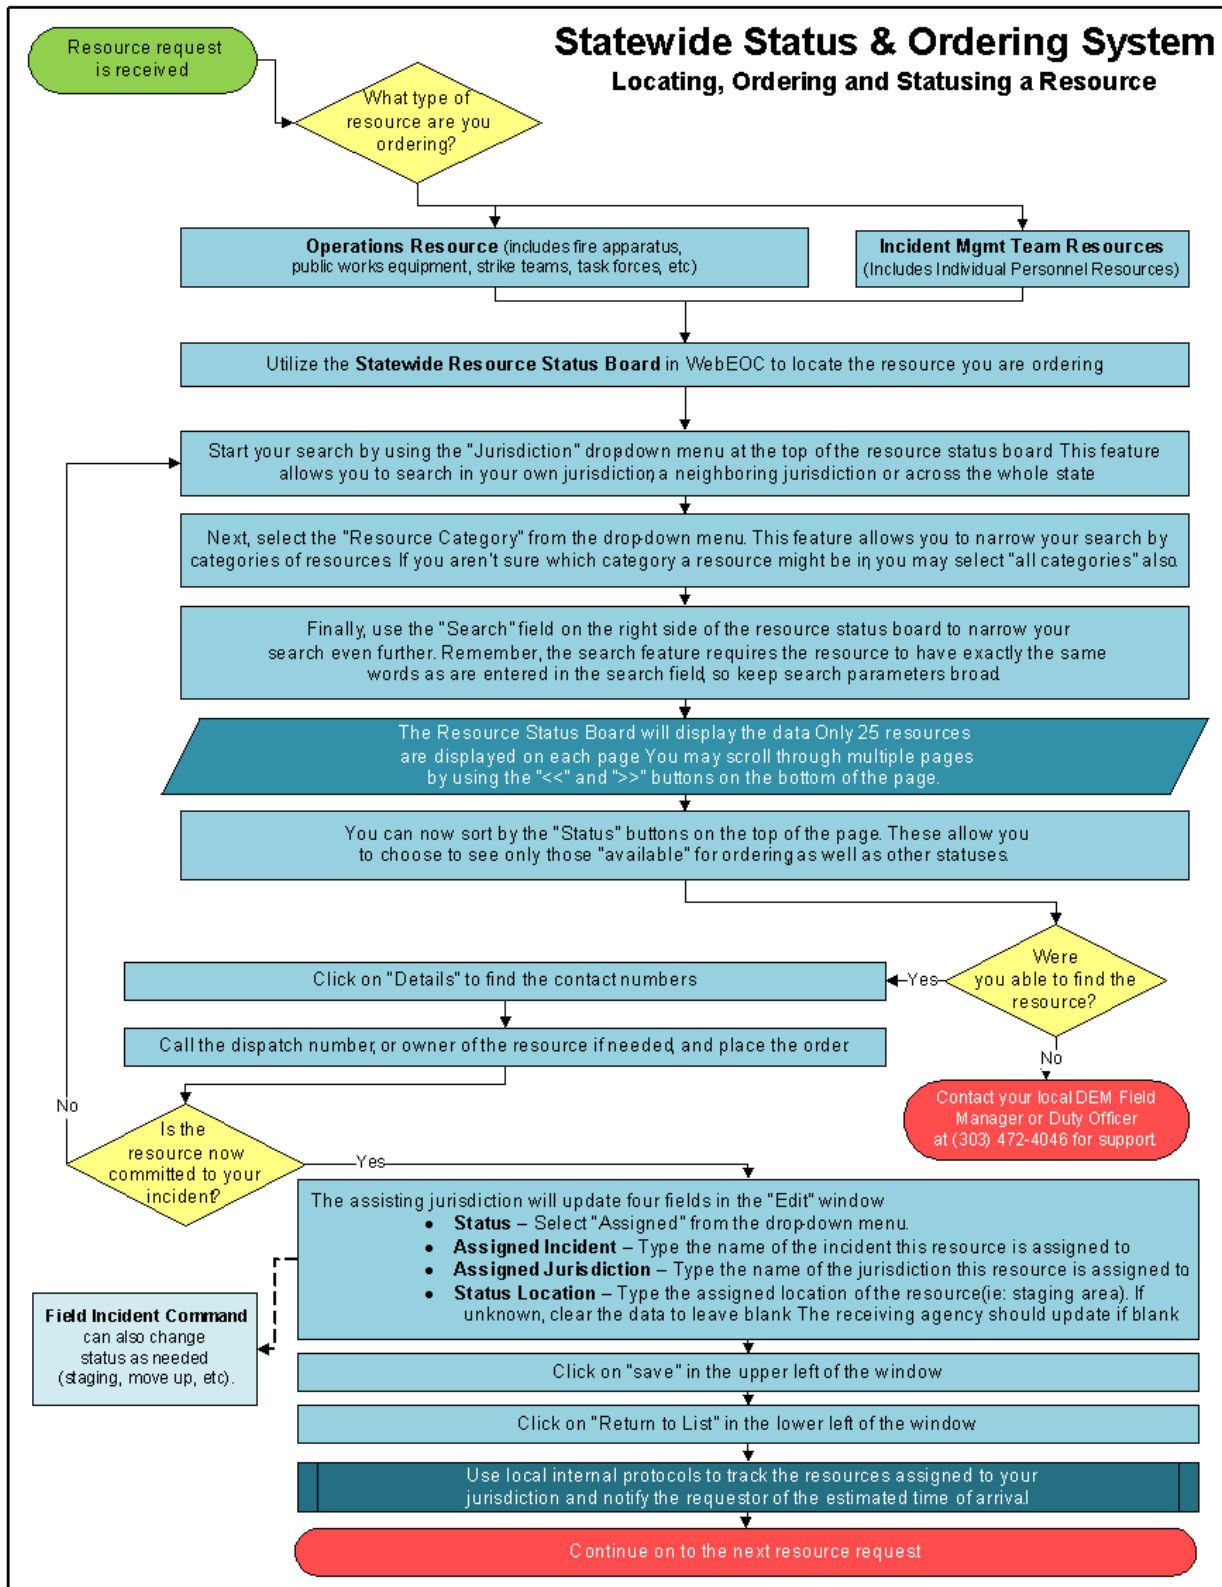 Statewide Status & Ordering System
Locating, Ordering and Statusing a Resource
Resource request
is received
What type of
resource are you
ordering?
Operations Resource (includes fire apparatus,
public works equipment, strike teams, task forces, etc)
Incident Mgmt Team Resources
(Includes Individual Personnel Resources)
Utilize the Statewide Resource Status Board in WebEOC to locate the resource you are ordering
Start your search by using the "Jurisdiction" dropdown menu at the top of the resource status board This feature
allows you to search in your own jurisdiction, a neighboring jurisdiction or across the whole state
Next, select the "Resource Category" from the drop-down menu. This feature allows you to narrow your search by
categories of resources. If you aren't sure which category a resource might be in, you may select "all categories" also.
Finally, use the "Search" field on the right side of the resource status board to narrow your
search even further. Remember, the search feature requires the resource to have exactly the same
words as are entered in the search field, so keep search parameters broad.
The Resource Status Board will display the data Only 25 resources
are displayed on each page You may scroll through multiple pages
by using the "<<" and ">>" buttons on the bottom of the page.
You can now sort by the "Status" buttons on the top of the page. These allow you
to choose to see only those "available" for ordering, as well as other statuses.
Were
you able to find the
resource?
Yes
No
Click on "Details" to find the contact numbers
Call the dispatch number, or owner of the resource if needed, and place the order
Contact your local DEM Field
Manager or Duty Officer
at (303) 472-4046 for support
No
Is the
resource now
committed to your
incident?
Yes
The assisting jurisdiction will update four fields in the "Edit" window
• Status – Select "Assigned" from the drop-down menu.
• Assigned Incident – Type the name of the incident this resource is assigned to
• Assigned Jurisdiction – Type the name of the jurisdiction this resource is assigned to.
• Status Location – Type the assigned location of the resource(ie: staging area). If
unknown, clear the data to leave blank The receiving agency should update if blank
Field Incident Command
can also change
status as needed
(staging, move up, etc).
Click on "save" in the upper left of the window
Click on "Return to List" in the lower left of the window
Use local internal protocols to track the resources assigned to your
jurisdiction and notify the requestor of the estimated time of arrival.
Continue on to the next resource request